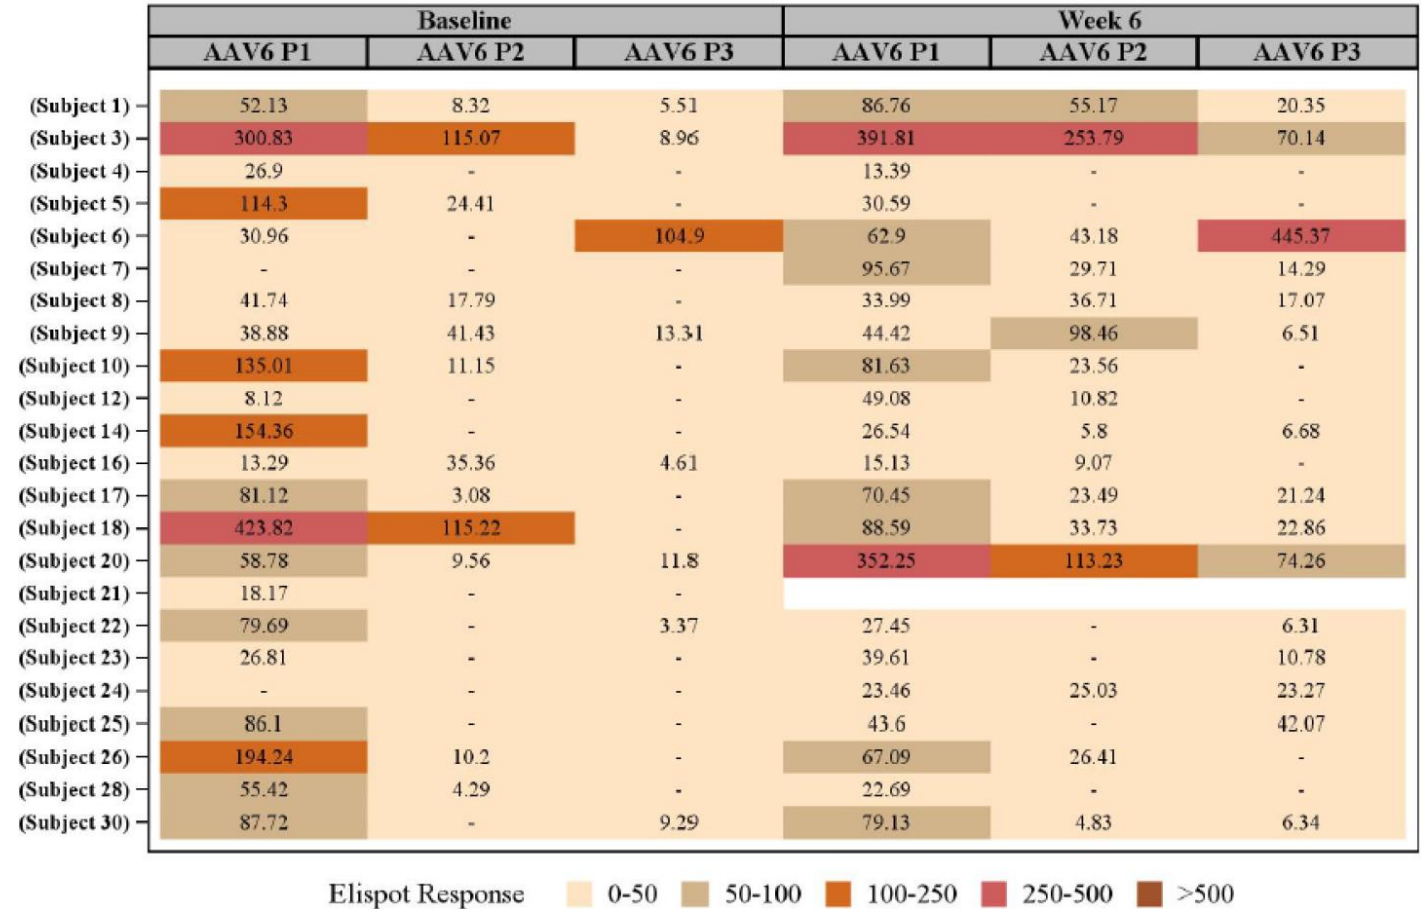 Baseline Week 6
AAV6 P1 AAV6 P2 AAV6 P3 AAV6 P1 AAV6 P2 AAV6 P3
(Subject 1) 52.13 8.32 5.51 86.76 55.17 20.35
(Subject 3) 300.83 115.07 8.96 391.81 253.79 70.14
(Subject 4) 26.9 - - 13.39 - -
(Subject 5) 114.3 24.41 - 30.59 - -
(Subject 6) 30.96 - 104.9 62.9 43.18 445.37
(Subject 7) - - - 95.67 29.71 14.29
(Subject 8) 41.74 17.79 - 33.99 36.71 17.07
(Subject 9) 38.88 41.43 13.31 44.42 98.46 6.51
(Subject 10) 135.01 11.15 - 81.63 23.56 -
(Subject 12) 8.12 - - 49.08 10.82 -
(Subject 14) 154.36 - - 26.54 5.8 6.68
(Subject 16) 13.29 35.36 4.61 15.13 9.07 -
(Subject 17) 81.12 3.08 - 70.45 23.49 21.24
(Subject 18) 423.82 115.22 - 88.59 33.73 22.86
(Subject 20) 58.78 9.56 11.8 352.25 113.23 74.26
(Subject 21) 18.17 - -
(Subject 22) 79.69 - 3.37 27.45 - 6.31
(Subject 23) 26.81 - - 39.61 - 10.78
(Subject 24) - - - 23.46 25.03 23.27
(Subject 25) 86.1 - - 43.6 - 42.07
(Subject 26) 194.24 10.2 - 67.09 26.41 -
(Subject 28) 55.42 4.29 - 22.69 - -
(Subject 30) 87.72 - 9.29 79.13 4.83 6.34
Elispot Response 0-50 50-100 100-250 250-500 >500